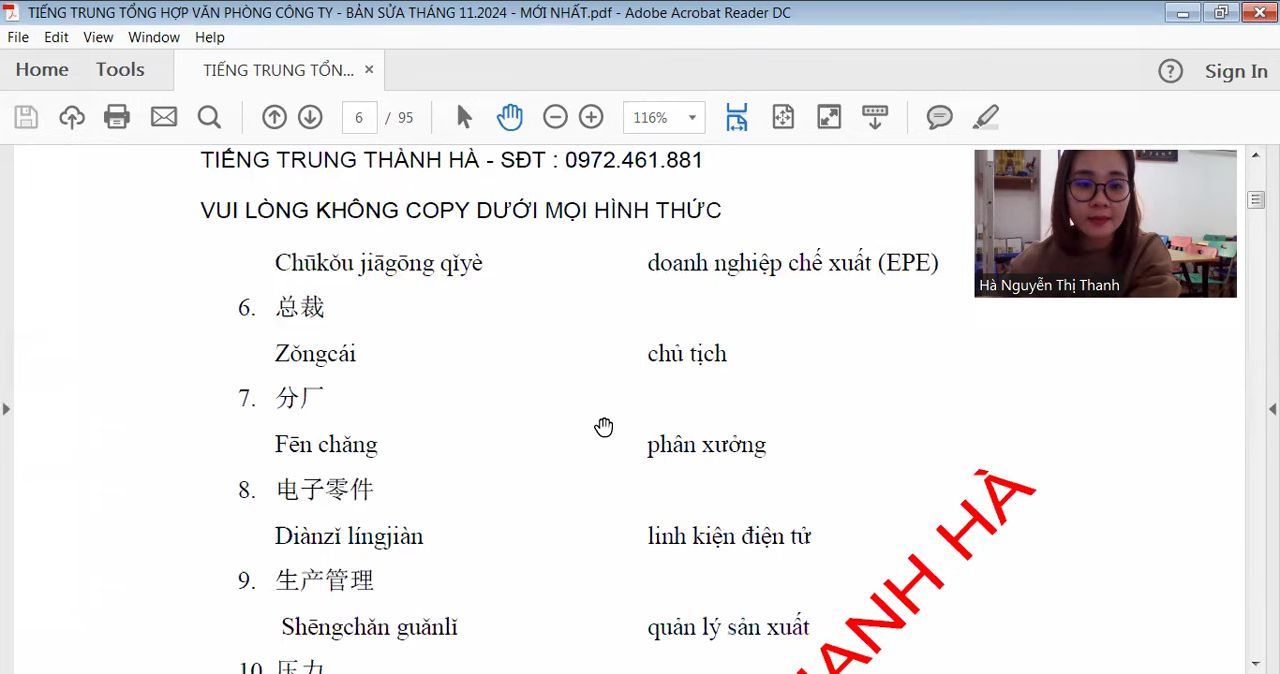 TIẾNG TRUNG TỔNG HỢP VĂN PHÒNG CÔNG TY - BẢN SỬA THÁNG 11.2024 - MỚI NHẤT.pdf - Adobe Acrobat Reader DC
File Edit View Window Help
Home Tools TIẾNG TRUNG TỔN... × ? Sign In
6 / 95 116%
TIẾNG TRUNG THÀNH HÀ - SĐT : 0972.461.881
VUI LÒNG KHÔNG COPY DƯỚI MỌI HÌNH THỨC
Chūkǒu jiāgōng qǐyè doanh nghiệp chế xuất (EPE)
Hà Nguyễn Thị Thanh
6. 总裁
Zǒngcái chủ tịch
7. 分厂
Fēn chǎng phân xưởng
8. 电子零件
Diànzǐ língjiàn linh kiện điện tử
9. 生产管理
Shēngchǎn guǎnlǐ quản lý sản xuất
10. 压力
ANH HÀ